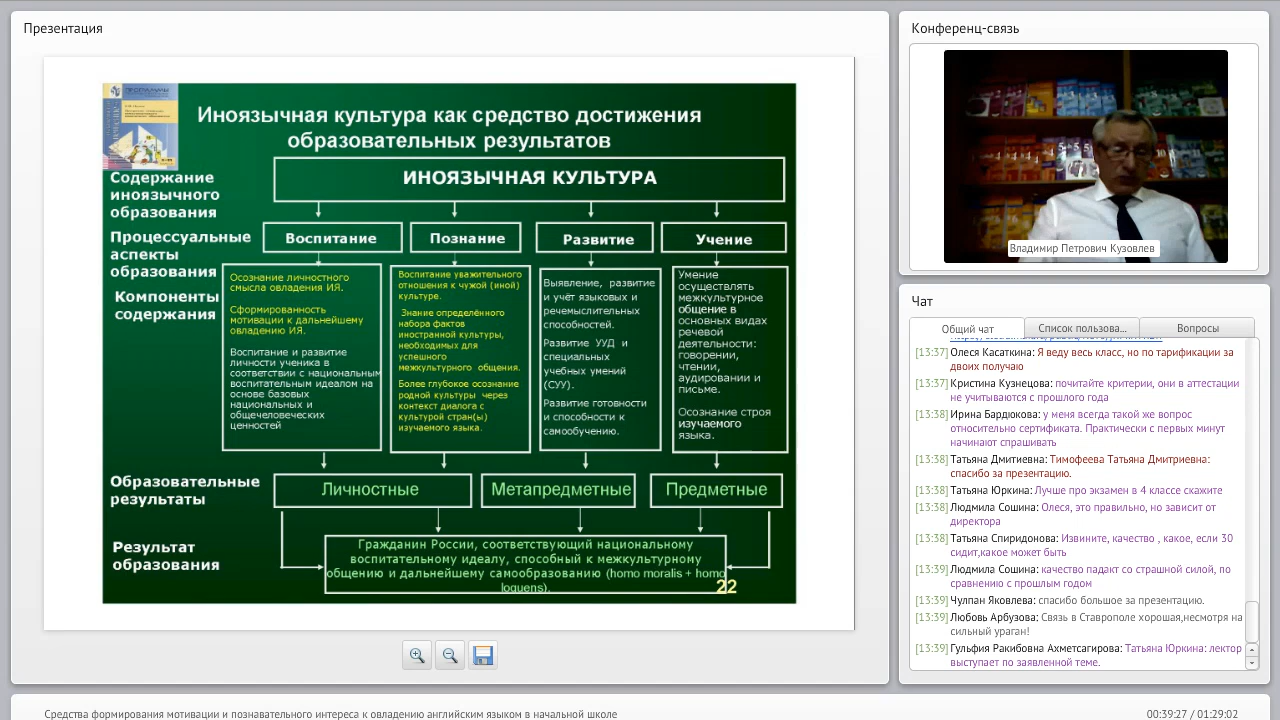 Презентация
Иноязычная культура как средство достижения
образовательных результатов
Содержание
иноязычного
образования
ИНОЯЗЫЧНАЯ КУЛЬТУРА
Процессуальные
аспекты
образования
Воспитание
Познание
Развитие
Учение
Компоненты
содержания
Осознание личностного
смысла овладения ИЯ.
Сформированность
мотивации к дальнейшему
овладению ИЯ.
Воспитание и развитие
личности ученика в
соответствии с национальным
воспитательным идеалом на
основе базовых
национальных и
общечеловеческих
ценностей
Воспитание уважительного
отношения к чужой (иной)
культуре.
Знание определённого
набора фактов
иностранной культуры,
необходимых для
успешного
межкультурного общения.
Более глубокое осознание
родной культуры через
контекст диалога с
культурой стран(ы)
изучаемого языка.
Выявление, развитие
и учёт языковых и
речемыслительных
способностей.
Развитие УУД и
специальных
учебных умений
(СУУ).
Развитие готовности
и способности к
самообучению.
Умение
осуществлять
межкультурное
общение в
основных видах
речевой
деятельности:
говорении,
чтении,
аудировании и
письме.
Осознание строя
изучаемого
языка.
Образовательные
результаты
Личностные
Метапредметные
Предметные
Результат
образования
Гражданин России, соответствующий национальному
воспитательному идеалу, способный к межкультурному
общению и дальнейшему самообразованию (homo moralis + homo
loquens).
22
Конференц-связь
Владимир Петрович Кузовлев
Чат
Общий чат
Список пользова...
Вопросы
[13:37] Олеся Касаткина: Я веду весь класс, но по тарификации за
двоих получаю
[13:37] Кристина Кузнецова: почитайте критерии, они в аттестации
не учитываются с прошлого года
[13:38] Ирина Бардюкова: у меня всегда такой же вопрос
относительно сертификата. Практически с первых минут
начинают спрашивать
[13:38] Татьяна Дмитиевна: Тимофеева Татьяна Дмитриевна:
спасибо за презентацию.
[13:38] Татьяна Юркина: Лучше про экзамен в 4 классе скажите
[13:38] Людмила Сошина: Олеся, это правильно, но зависит от
директора
[13:38] Татьяна Спиридонова: Извините, качество , какое, если 30
сидит,какое может быть
[13:39] Людмила Сошина: качество падакт со страшной силой, по
сравнению с прошлым годом
[13:39] Чулпан Яковлева: спасибо большое за презентацию.
[13:39] Любовь Арбузова: Связь в Ставрополе хорошая,несмотря на
сильный ураган!
[13:39] Гульфия Ракибовна Ахметсагирова: Татьяна Юркина: лектор
выступает по заявленной теме.
Средства формирования мотивации и познавательного интереса к овладению английским языком в начальной школе
00:39:27 / 01:29:02